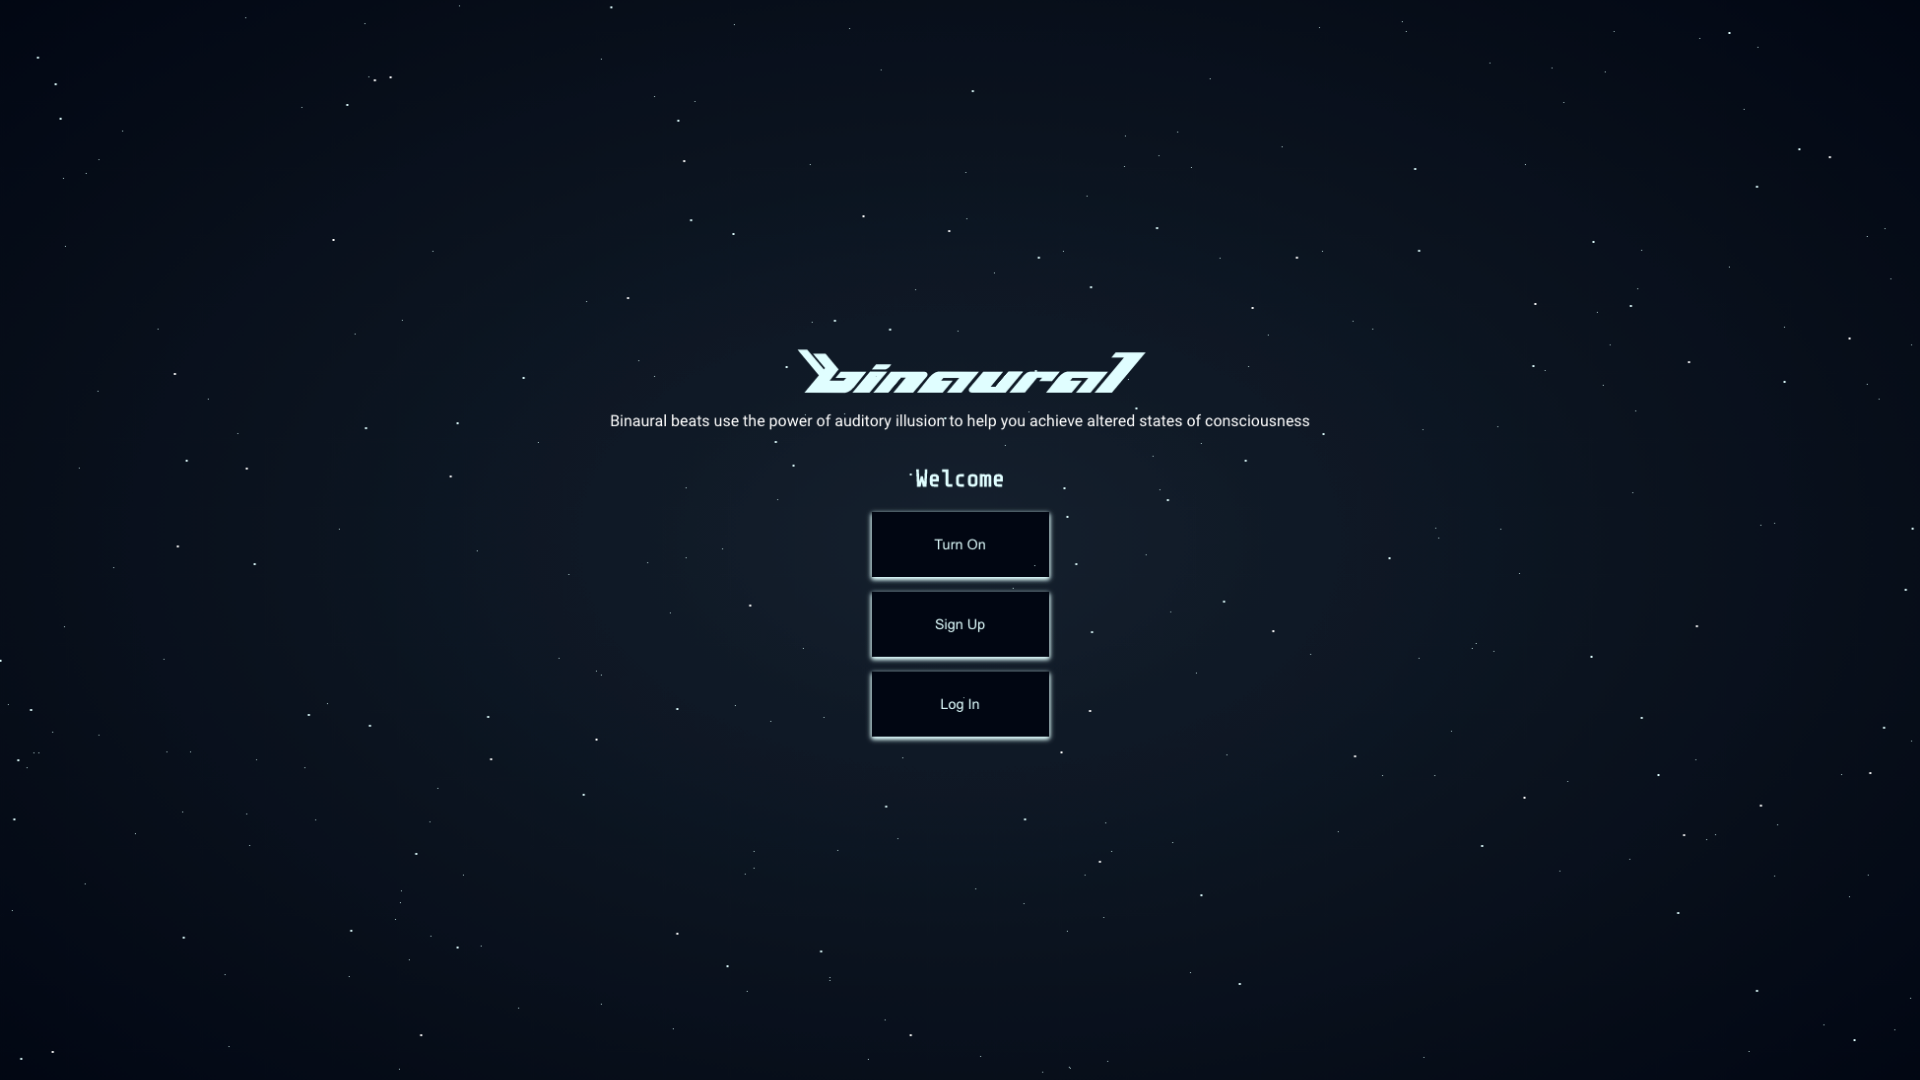 binaural
Binaural beats use the power of auditory illusion to help you achieve altered states of consciousness
Welcome
Turn On
Sign Up
Log In